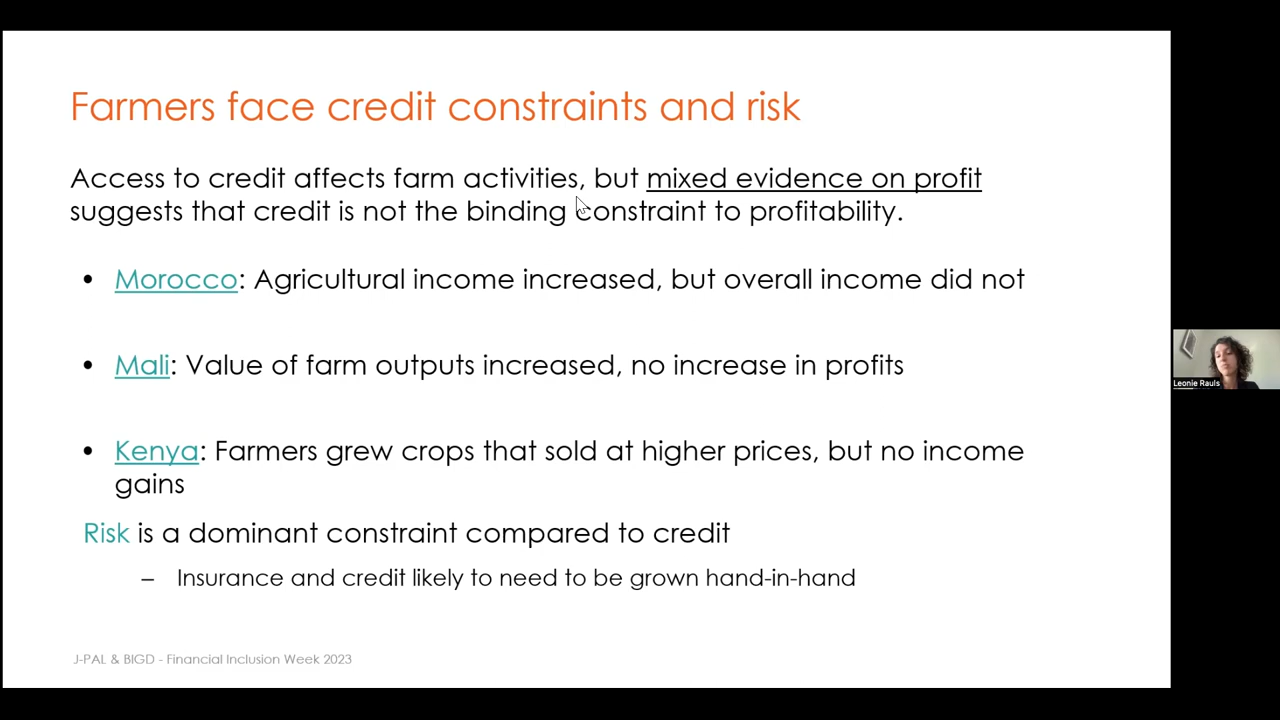 Farmers face credit constraints and risk
Access to credit affects farm activities, but mixed evidence on profit
suggests that credit is not the binding constraint to profitability.
• Morocco: Agricultural income increased, but overall income did not
• Mali: Value of farm outputs increased, no increase in profits
• Kenya: Farmers grew crops that sold at higher prices, but no income
gains
Risk is a dominant constraint compared to credit
– Insurance and credit likely to need to be grown hand-in-hand
J-PAL & BIGD - Financial Inclusion Week 2023
Leonie Rauls